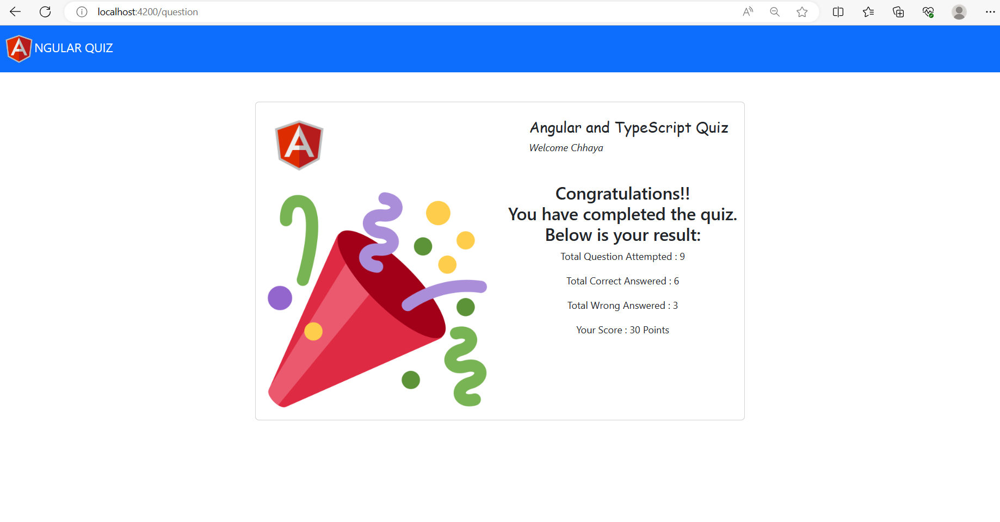 localhost:4200/question
NGULAR QUIZ
Angular and TypeScript Quiz
Welcome Chhaya
Congratulations!!
You have completed the quiz.
Below is your result:
Total Question Attempted : 9
Total Correct Answered : 6
Total Wrong Answered : 3
Your Score : 30 Points